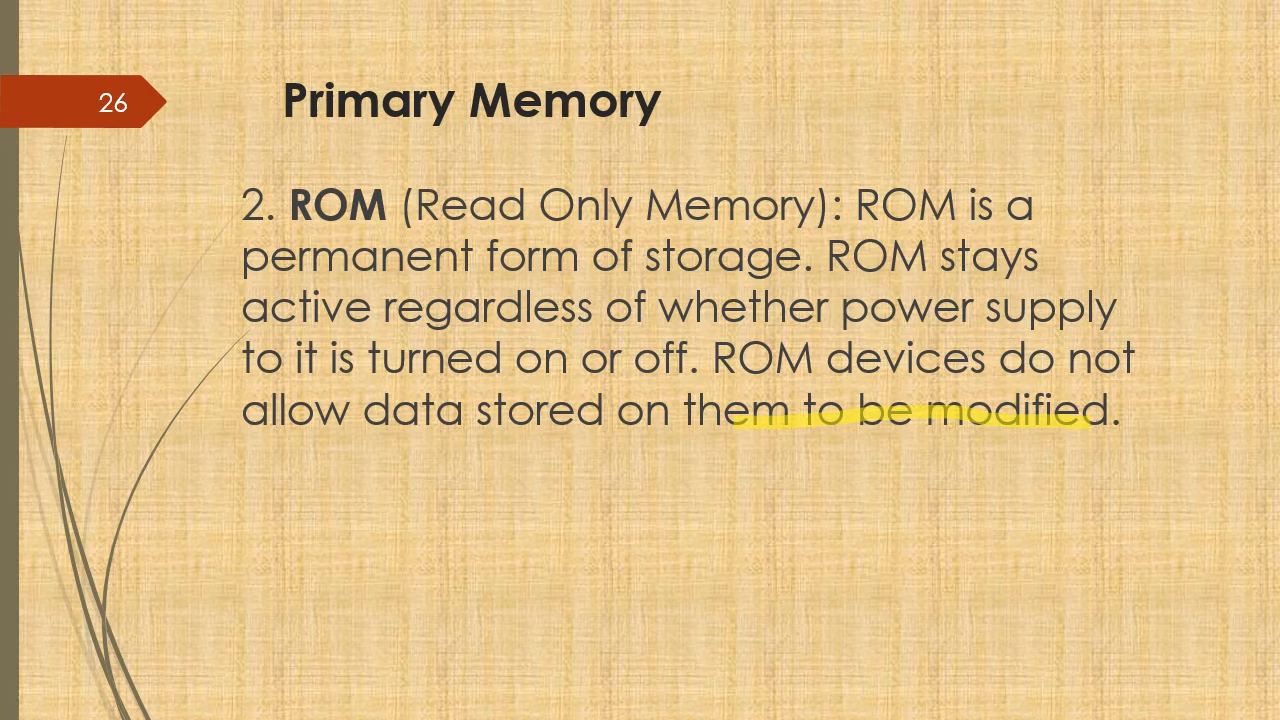 26
Primary Memory
2. ROM (Read Only Memory): ROM is a
permanent form of storage. ROM stays
active regardless of whether power supply
to it is turned on or off. ROM devices do not
allow data stored on them to be modified.